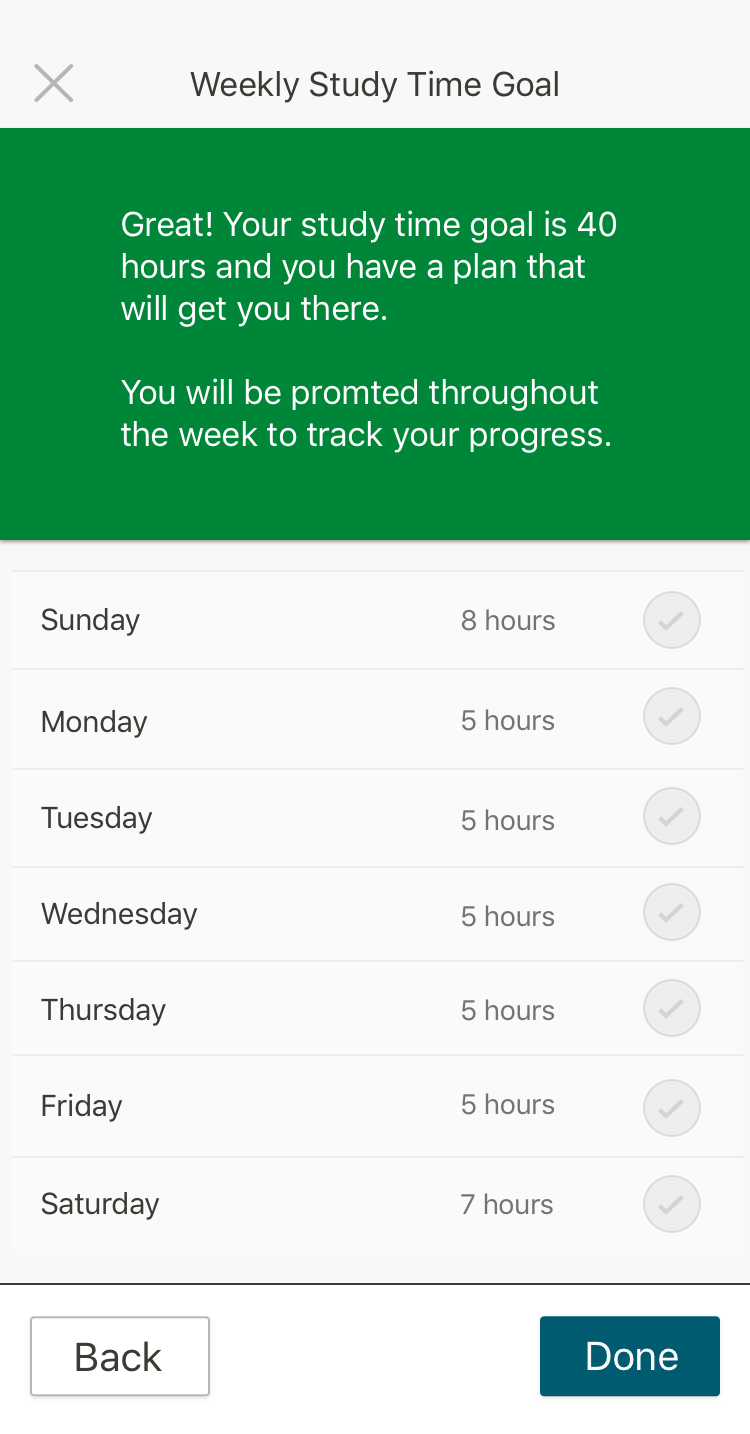 Weekly Study Time Goal
Great! Your study time goal is 40
hours and you have a plan that
will get you there.
You will be promted throughout
the week to track your progress.
Sunday 8 hours
Monday 5 hours
Tuesday 5 hours
Wednesday 5 hours
Thursday 5 hours
Friday 5 hours
Saturday 7 hours
Back Done